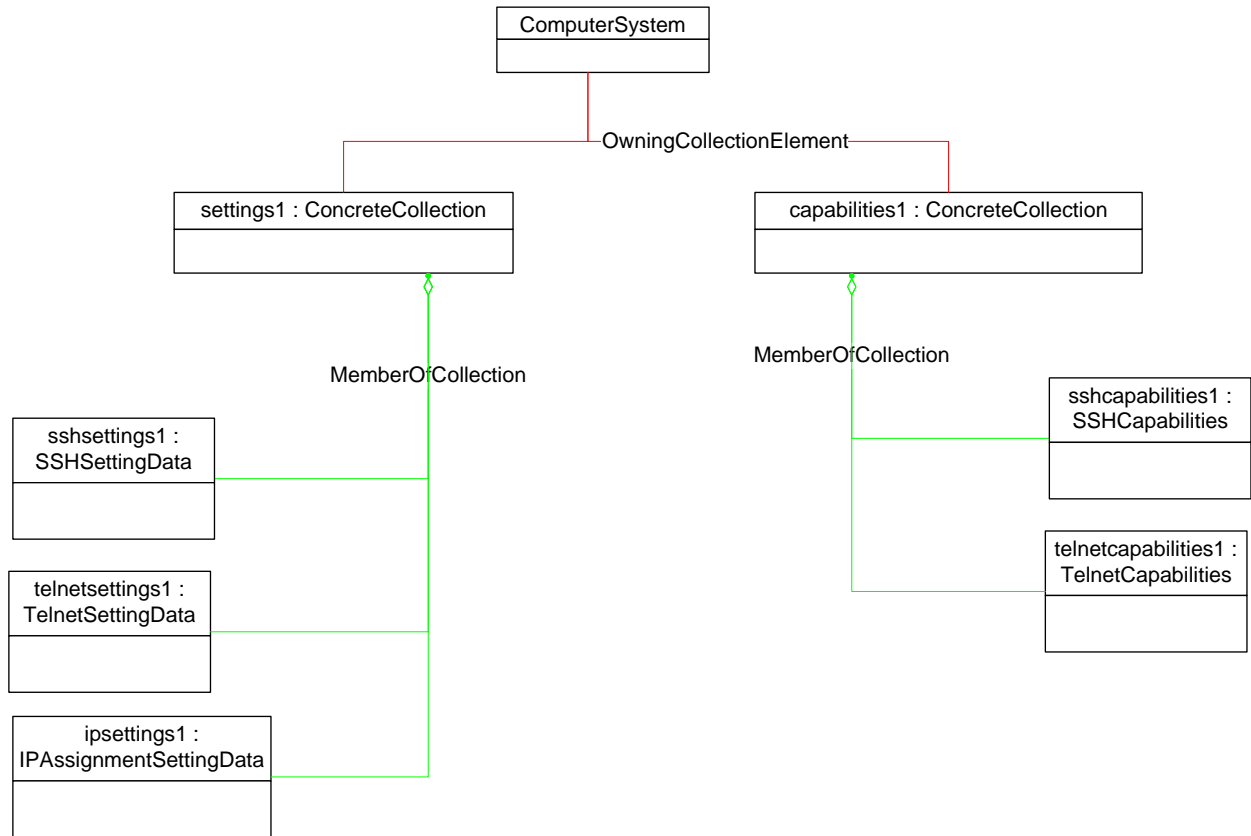 ComputerSystem
OwningCollectionElement
settings1 : ConcreteCollection
capabilities1 : ConcreteCollection
MemberOfCollection
MemberOfCollection
sshcapabilities1 :
SSHCapabilities
sshsettings1 :
SSHSettingData
telnetcapabilities1 :
TelnetCapabilities
telnetsettings1 :
TelnetSettingData
ipsettings1 :
IPAssignmentSettingData